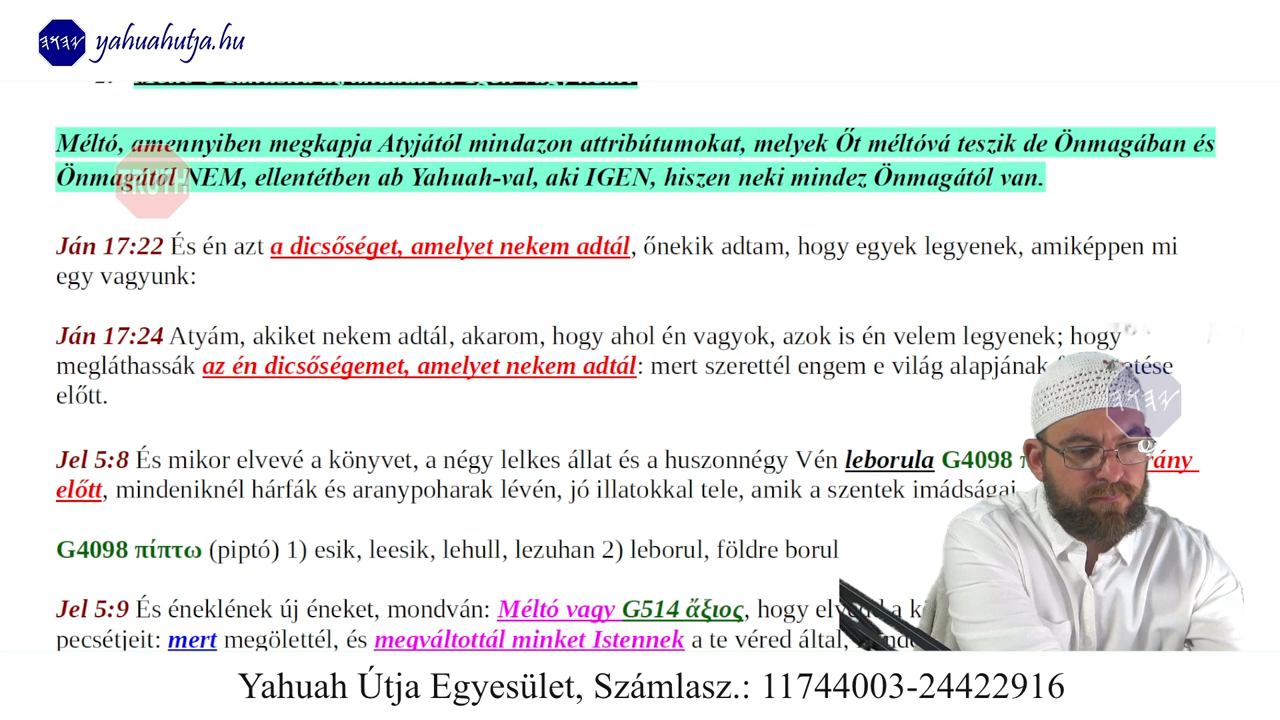 yahuahutja.hu
Méltó, amennyiben megkapja Atyjától mindazon attribútumokat, melyek Őt méltóvá teszik de Önmagában és
Önmagától NEM, ellentétben ab Yahuah-val, aki IGEN, hiszen neki mindez Önmagától van.
TRUTH
Ján 17:22 És én azt a dicsőséget, amelyet nekem adtál, őnekik adtam, hogy egyek legyenek, amiképpen mi
egy vagyunk:
Ján 17:24 Atyám, akiket nekem adtál, akarom, hogy ahol én vagyok, azok is én velem legyenek; hogy
megláthassák az én dicsőségemet, amelyet nekem adtál: mert szerettél engem e világ alapjának
előtt.
Jel 5:8 És mikor elvevé a könyvet, a négy lelkes állat és a huszonnégy Vén leborula G4098
előtt, mindeniknél hárfák és aranypoharak lévén, jó illatokkal tele, amik a szentek imádságai
G4098 πίπτω (piptó) 1) esik, leesik, lehull, lezuhan 2) leborul, földre borul
Jel 5:9 És éneklének új éneket, mondván: Méltó vagy G514 ἄξιος, hogy
pecsétjeit: mert megölettél, és megváltottál minket Istennek a te véred által,
Yahuah Útja Egyesület, Számlasz.: 11744003-24422916